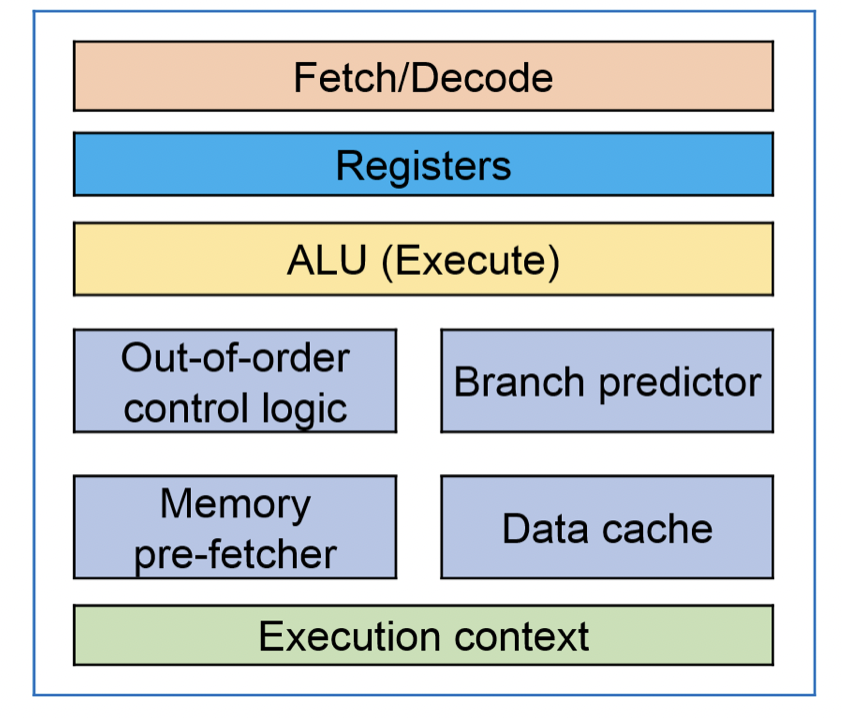 Fetch/Decode
Registers
ALU (Execute)
Out-of-order
control logic
Branch predictor
Memory
pre-fetcher
Data cache
Execution context